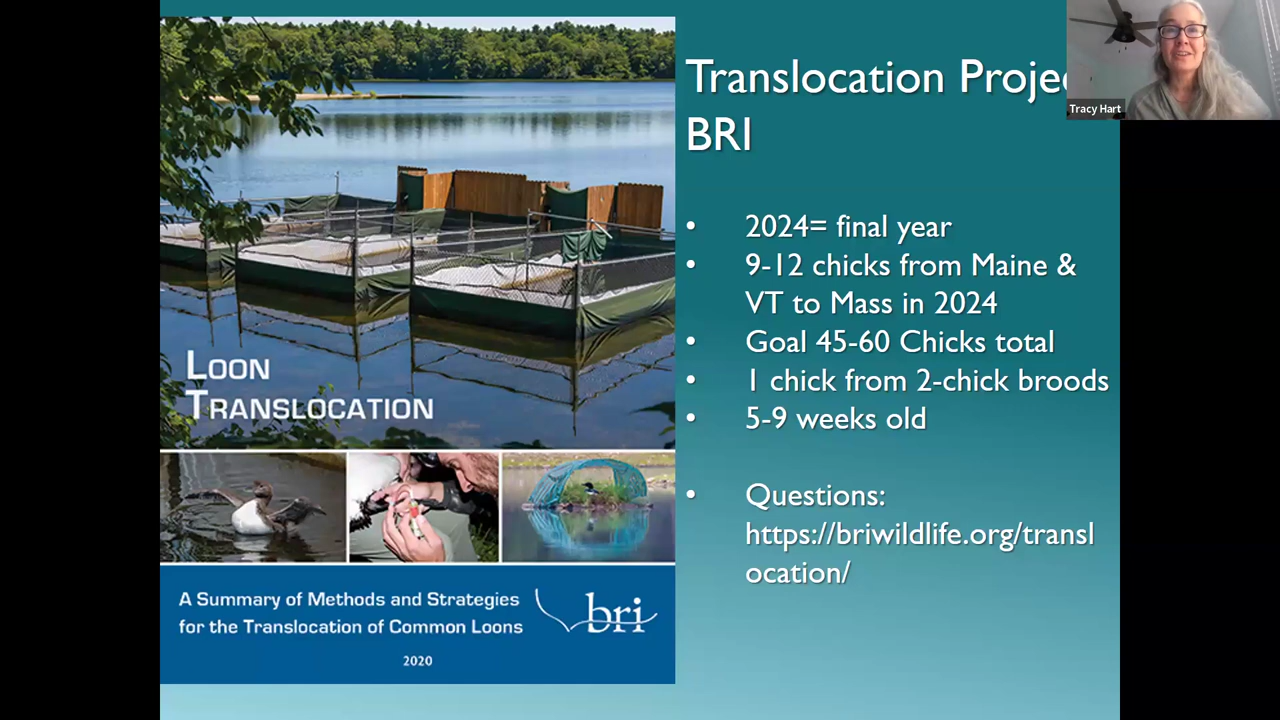 Translocation Proje
BRI
Tracy Hart
• 2024= final year
• 9-12 chicks from Maine &
VT to Mass in 2024
• Goal 45-60 Chicks total
• 1 chick from 2-chick broods
• 5-9 weeks old
• Questions:
https://briwildlife.org/transl
ocation/
LOON
TRANSLOCATION
A Summary of Methods and Strategies
for the Translocation of Common Loons
bri
2020